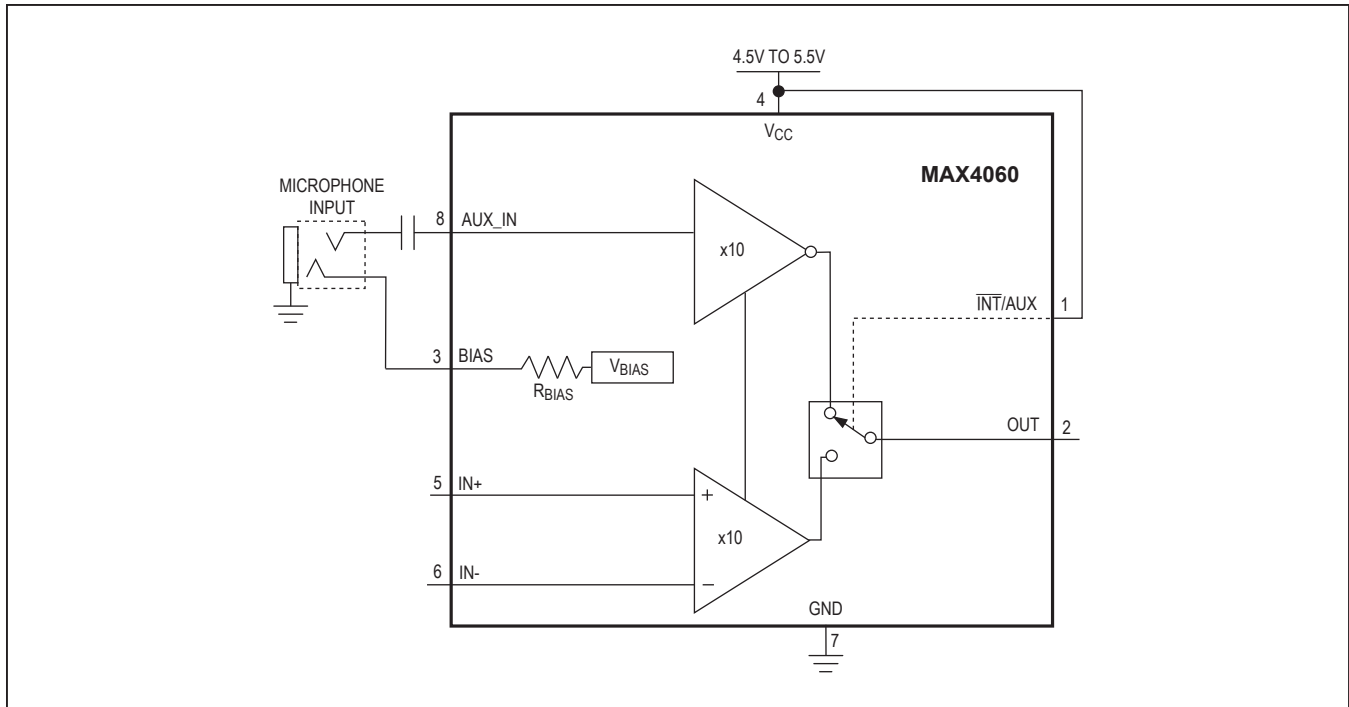 4.5V TO 5.5V
4
VCC
MAX4060
MICROPHONE
INPUT
8
AUX_IN
x10
INT/AUX
1
3
BIAS
VBIAS
RBIAS
OUT
2
5
IN+
+
x10
6
IN-
−
GND
7